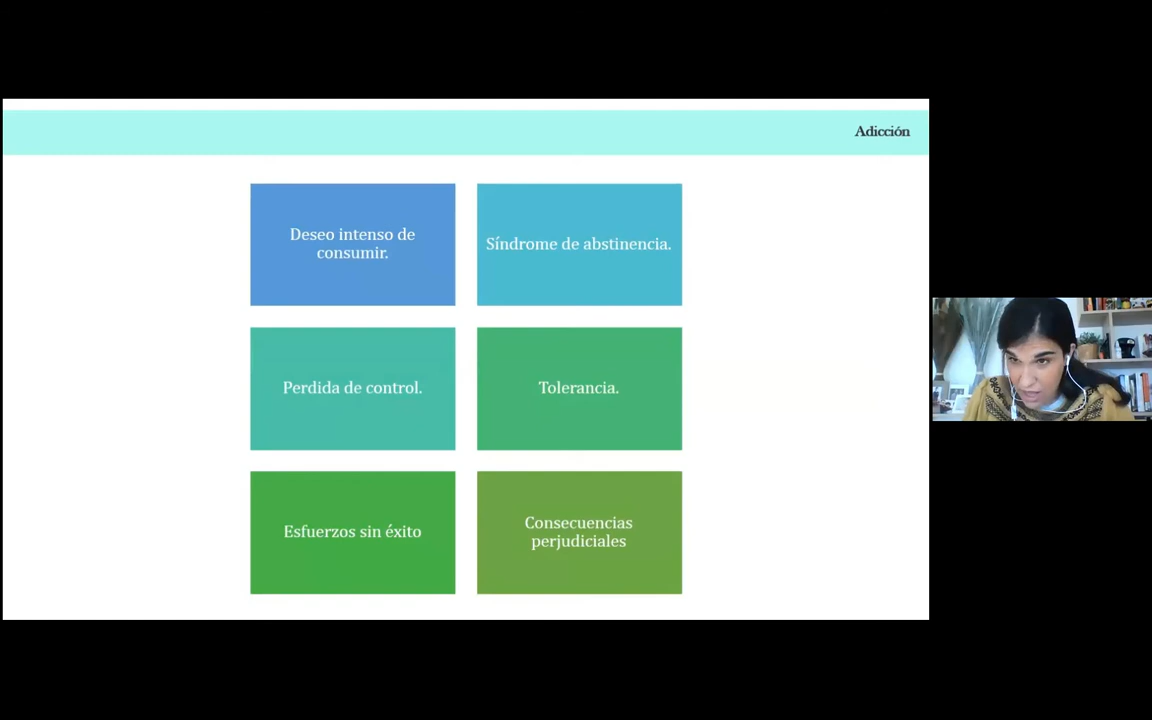 Adicción
Deseo intenso de
consumir.
Síndrome de abstinencia.
Perdida de control.
Tolerancia.
Esfuerzos sin éxito
Consecuencias
perjudiciales